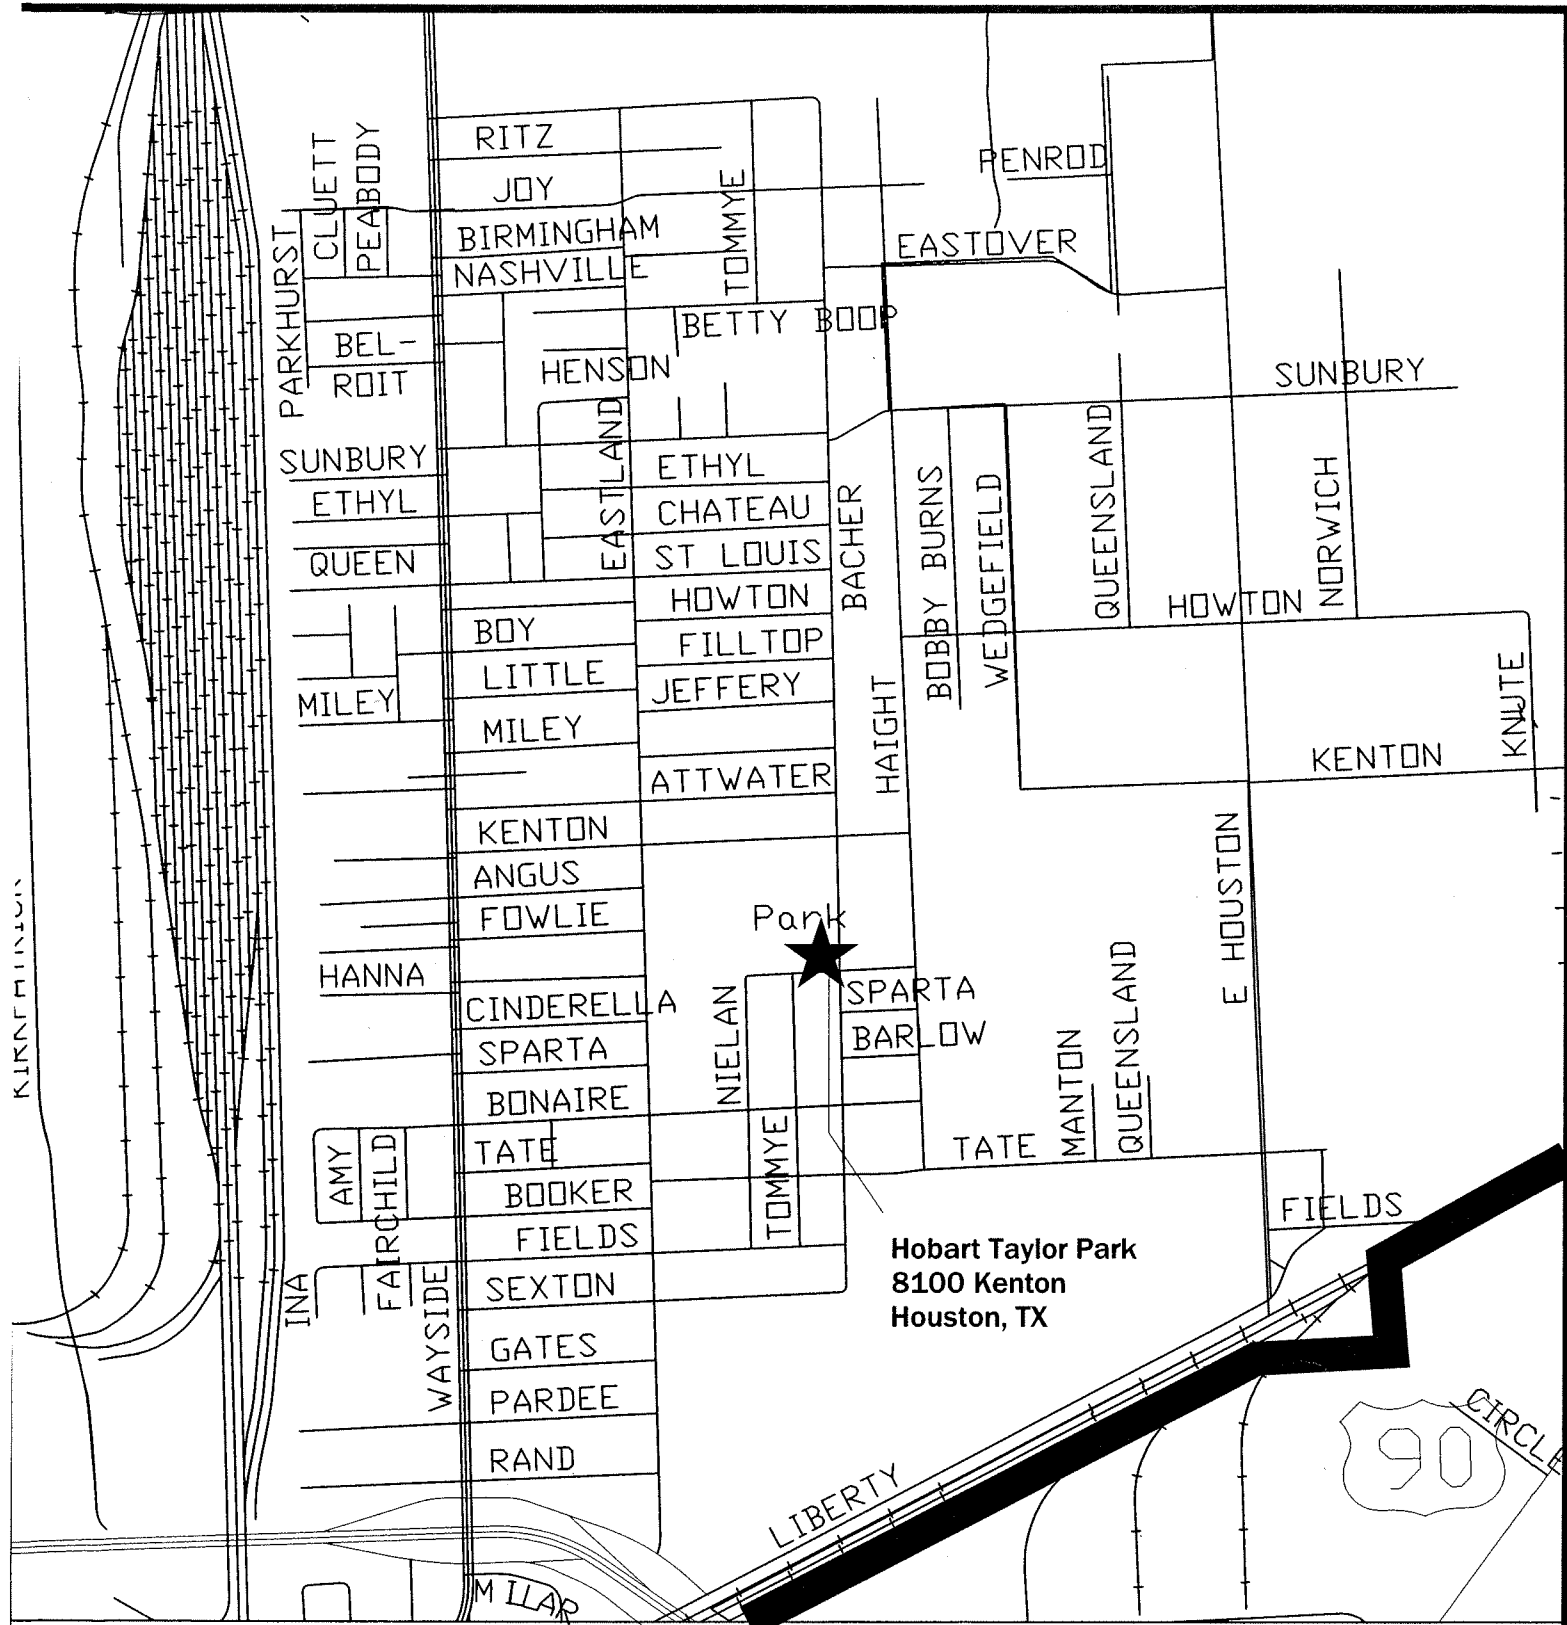 RITZ
PEABODY
CLUETT
PENROD
JOY
TOMMYE
BIRMINGHAM
EASTOVER
NASHVILLE
PARKHURST
BETTY BOOP
BEL-
ROIT
HENSON
SUNBURY
SUNBURY
ETHYL
EASTLAND
ETHYL
CHATEAU
QUEENSLAND
BOBBY BURNS
WEDGEFIELD
NORWICH
BACHER
QUEEN
ST LOUIS
HOWTON
HOWTON
BOY
FILLTOP
LITTLE
JEFFERY
MILEY
MILEY
HAIGHT
KNUTE
KENTON
ATTWATER
KENTON
ANGUS
FOWLIE
Park
E HOUSTON
HANNA
SPARTA
CINDERELLA
NIELAN
BARLOW
QUEENSLAND
MANTON
KIRKPATRICK
SPARTA
BONAIRE
TATE
TATE
AMY
FAIRCHILD
TOMMYE
BOOKER
FIELDS
FIELDS
Hobart Taylor Park
8100 Kenton
Houston, TX
INA
SEXTON
WAYSIDE
GATES
PARDEE
RAND
LIBERTY
90
CIRCLE
MILLAR